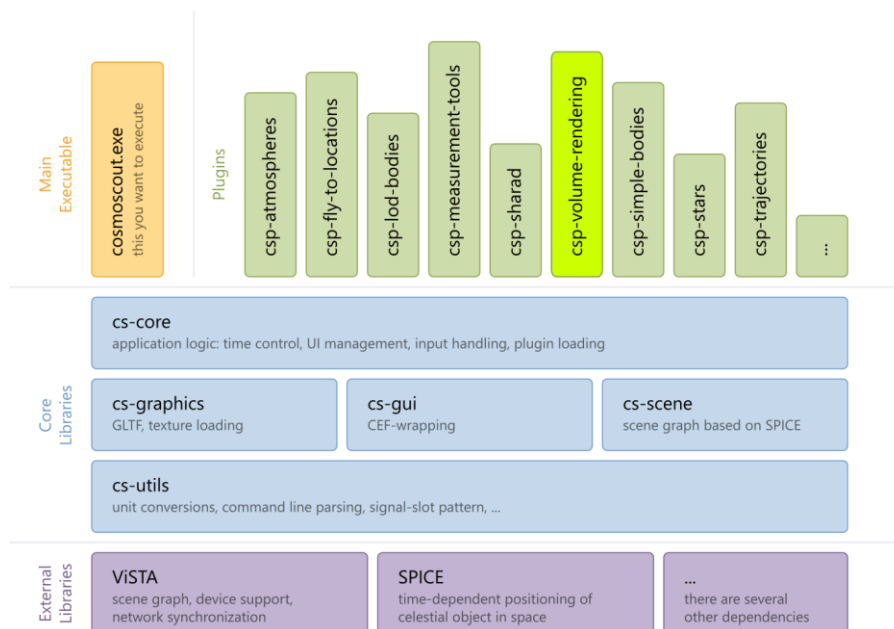 Main
Executable
cosmoscout.exe
this you want to execute
Plugins
csp-atmospheres
csp-fly-to-locations
csp-lod-bodies
csp-measurement-tools
csp-sharad
csp-volume-rendering
csp-simple-bodies
csp-stars
csp-trajectories
...
Core
Libraries
cs-core
application logic: time control, UI management, input handling, plugin loading
cs-graphics
GLTF, texture loading
cs-gui
CEF-wrapping
cs-scene
scene graph based on SPICE
cs-utils
unit conversions, command line parsing, signal-slot pattern, ...
External
Libraries
ViSTA
scene graph, device support,
network synchronization
SPICE
time-dependent positioning of
celestial object in space
...
there are several
other dependencies